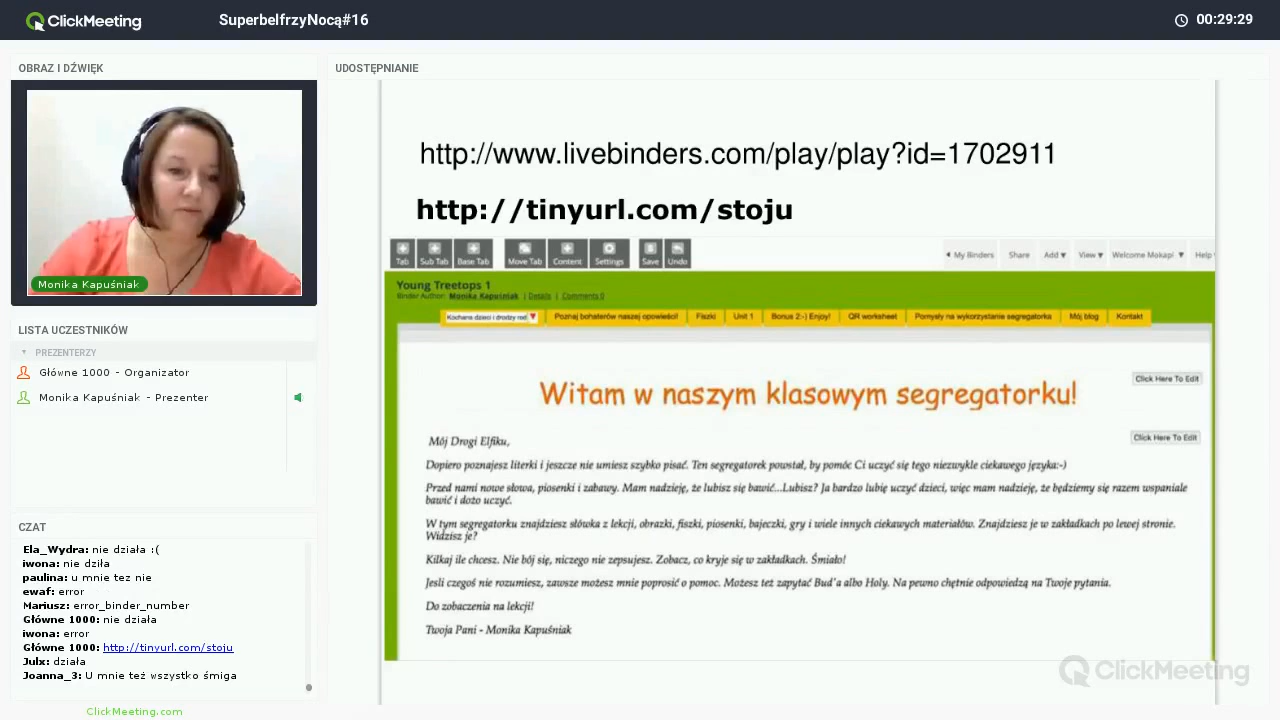 ClickMeeting
SuperbelfrzyNocą#16
00:29:29
OBRAZ I DŹWIĘK
Monika Kapuśniak
LISTA UCZESTNIKÓW
PREZENTERZY
Główne 1000 - Organizator
Monika Kapuśniak - Prezenter
CZAT
Ela_Wydra: nie działa :(
iwona: nie dziła
paulina: u mnie tez nie
ewaf: error
Mariusz: error_binder_number
Główne 1000: nie działa
iwona: error
Główne 1000: http://tinyurl.com/stoju
Julx: działa
Joanna_3: U mnie też wszystko śmiga
ClickMeeting.com
UDOSTĘPNIANIE
http://www.livebinders.com/play/play?id=1702911
http://tinyurl.com/stoju
Tab Sub Tab Base Tab Move Tab Content Settings Save Undo
My Binders Share Add View Welcome Mokap! Help
Young Treetops 1
Binder Author: Monika Kapuśniak | Details | Comments 0
Kochane dzieci i drodzy rod Poznaj bohaterów naszej opowieści! Fiszki Unit 1 Bonus 2:-) Enjoy! QR worksheet Pomysły na wykorzystanie segregatorka Mój blog Kontakt
Click Here To Edit
Witam w naszym klasowym segregatorku!
Click Here To Edit
Mój Drogi Elfiku,
Dopiero poznajesz literki i jeszcze nie umiesz szybko pisać. Ten segregatorek powstał, by pomóc Ci uczyć się tego niezwykle ciekawego języka:-)
Przed nami nowe słowa, piosenki i zabawy. Mam nadzieję, że lubisz się bawić...Lubisz? Ja bardzo lubię uczyć dzieci, więc mam nadzieję, że będziemy się razem wspaniale
bawić i dużo uczyć.
W tym segregatorku znajdziesz słówka z lekcji, obrazki, fiszki, piosenki, bajeczki, gry i wiele innych ciekawych materiałów. Znajdziesz je w zakładkach po lewej stronie.
Widzisz je?
Kilkaj ile chcesz. Nie bój się, niczego nie zepsujesz. Zobacz, co kryje się w zakładkach. Śmiało!
Jeśli czegoś nie rozumiesz, zawsze możesz mnie poprosić o pomoc. Możesz też zapytać Bud'a albo Holy. Na pewno chętnie odpowiedzą na Twoje pytania.
Do zobaczenia na lekcji!
Twoja Pani - Monika Kapuśniak
ClickMeeting